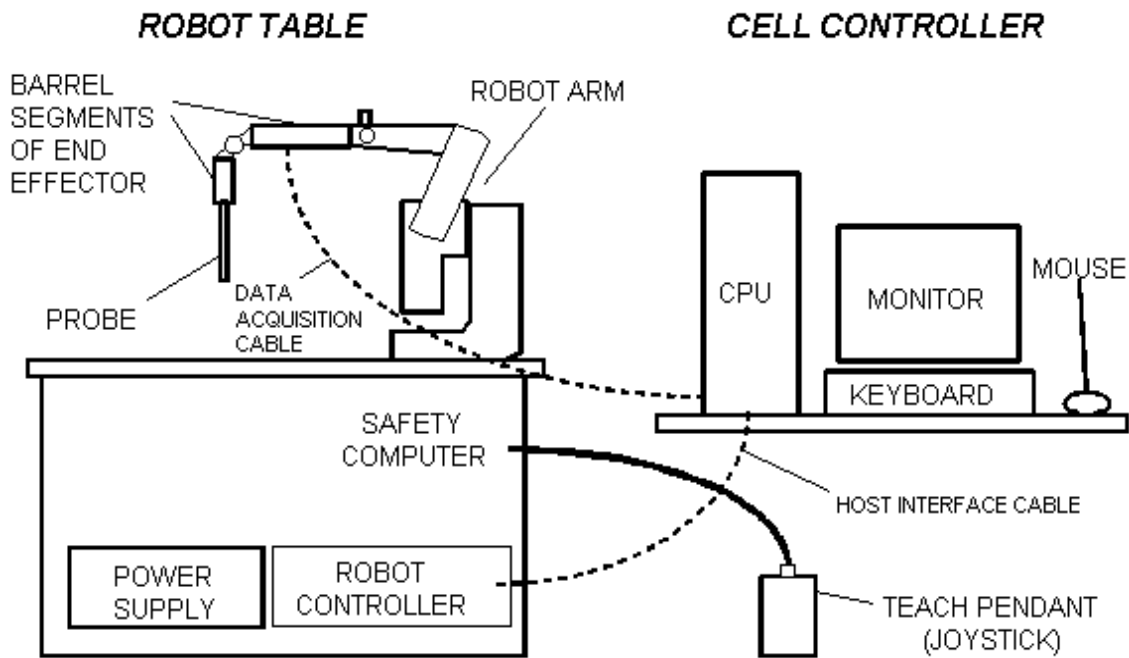 ROBOT TABLE
CELL CONTROLLER
BARREL
SEGMENTS
OF END
EFFECTOR
ROBOT ARM
PROBE
DATA
ACQUISITION
CABLE
CPU
MONITOR
MOUSE
KEYBOARD
SAFETY
COMPUTER
HOST INTERFACE CABLE
POWER
SUPPLY
ROBOT
CONTROLLER
TEACH PENDANT
(JOYSTICK)